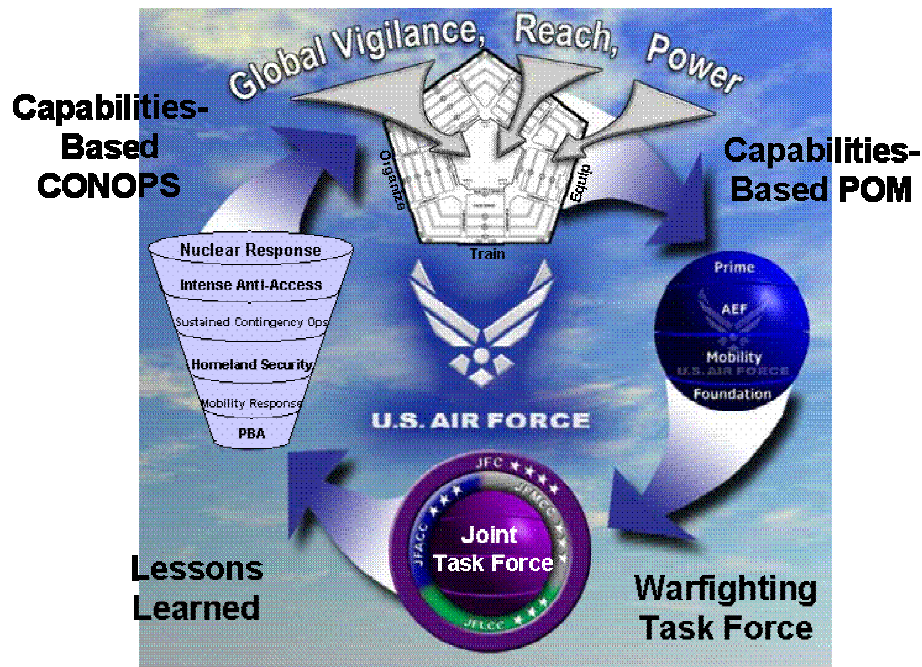 Global Vigilance, Reach, Power
Capabilities-
Based
CONOPS
Organize
Equip
Train
Capabilities-
Based POM
Nuclear Response
Intense Anti-Access
Sustained Contingency Ops
Homeland Security
Mobility Response
PBA
Prime
AEF
Mobility
U.S. AIR FORCE
Foundation
U.S. AIR FORCE
JFC
JFMCC
JFACC
Joint
Task Force
JFLCC
Lessons
Learned
Warfighting
Task Force